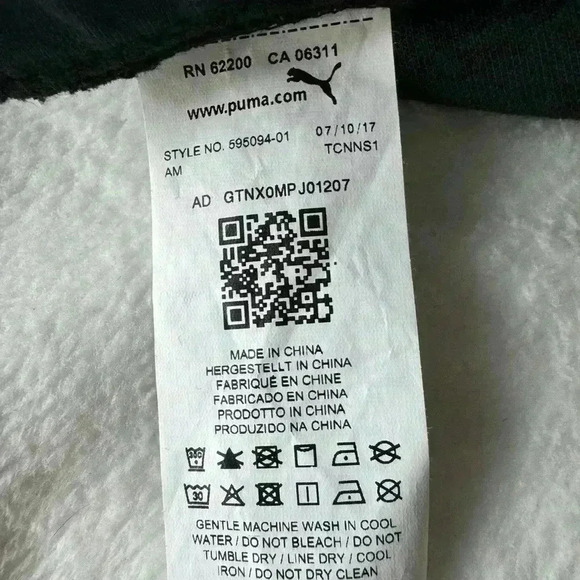 RN 62200 CA 06311
www.puma.com
STYLE NO. 595094-01 07/10/17
AM TCNNS1
AD GTNX0MPJ01207
MADE IN CHINA
HERGESTELLT IN CHINA
FABRIQUÉ EN CHINE
FABRICADO EN CHINA
PRODOTTO IN CHINA
PRODUZIDO NA CHINA
30
GENTLE MACHINE WASH IN COOL
WATER / DO NOT BLEACH / DO NOT
TUMBLE DRY / LINE DRY / COOL
IRON / DO NOT DRY CLEAN